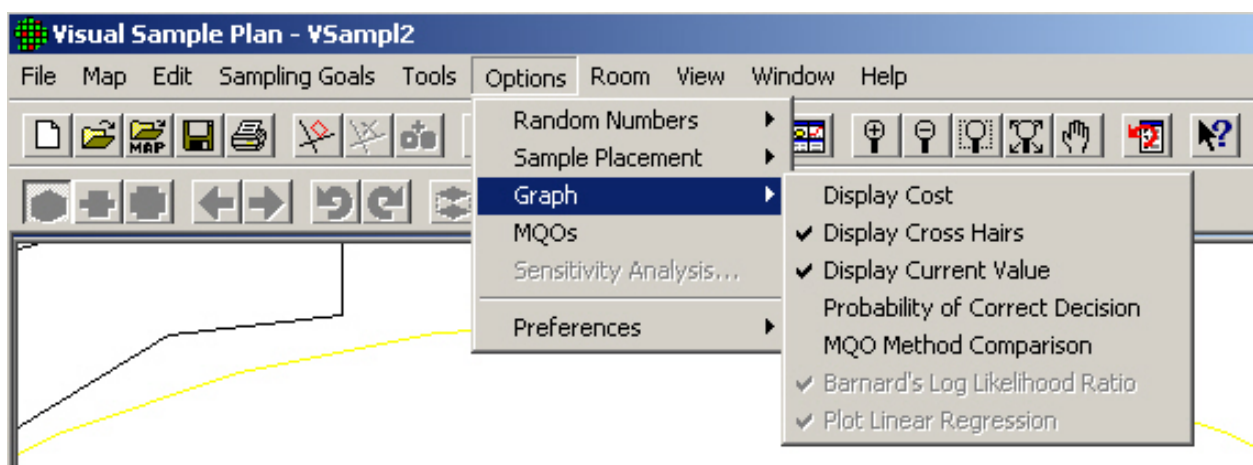 Visual Sample Plan - VSampl2
File Map Edit Sampling Goals Tools Options Room View Window Help
MAP
Random Numbers
Sample Placement
Graph
MQOs
Sensitivity Analysis...
Preferences
Display Cost
Display Cross Hairs
Display Current Value
Probability of Correct Decision
MQO Method Comparison
Barnard's Log Likelihood Ratio
Plot Linear Regression